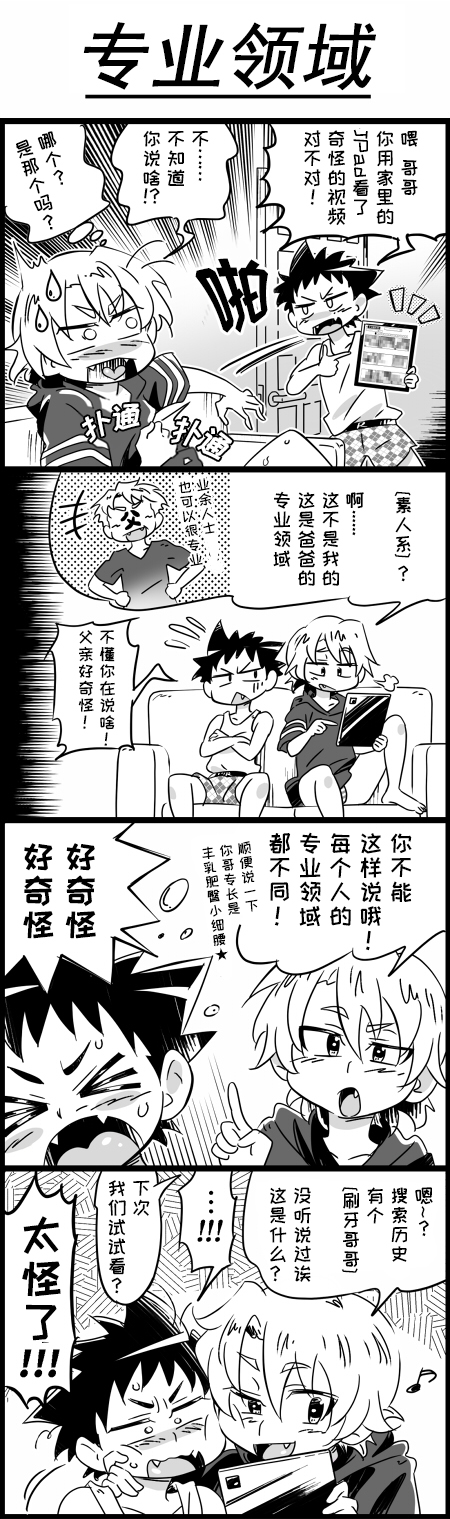 专业领域
喂 哥哥
你用家里的
JPad看了
奇怪的视频
对不对！
啪
不……
不知道
你说啥!?
哪个？
是那个吗？
扑通
扑通
〔素人系〕？
啊……
这不是我的
这是爸爸的
专业领域
业余人士
也可以很专业
父
不懂你在说啥！
父亲好奇怪！
你不能
这样说哦！
每个人的
专业领域
都不同！
顺便说一下
你哥专长是
主乳肥臀小细腰★
好奇怪
好奇怪
嗯~？
搜索历史
有个
〔刷牙哥哥〕
没听说过诶
这是什么？
…!!!
下次
我们试试看？
太怪了!!!